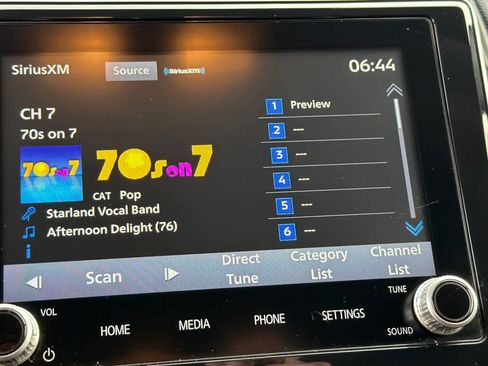 SiriusXM
Source
SiriusXM
06:44
CH 7
70s on 7
70s on 7
70s on 7
CAT Pop
Starland Vocal Band
Afternoon Delight (76)
i
1 Preview
2 ---
3 ---
4 ---
5 ---
6 ---
Scan
Direct
Tune
Category
List
Channel
List
VOL
HOME
MEDIA
PHONE
SETTINGS
TUNE
SOUND